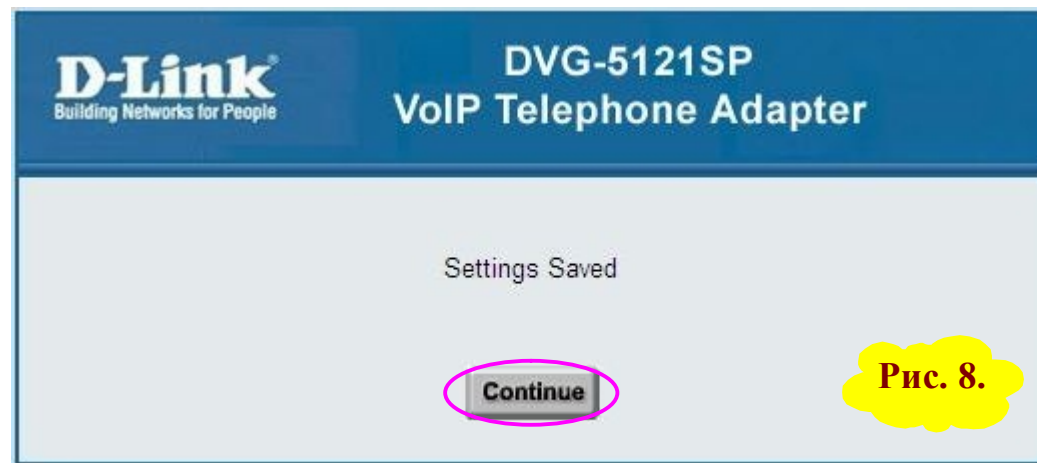 D-Link
Building Networks for People
DVG-5121SP
VoIP Telephone Adapter
Settings Saved
Continue
Рис. 8.